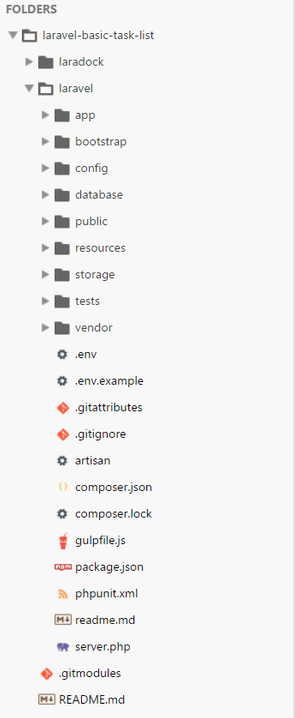 FOLDERS
laravel-basic-task-list
laradock
laravel
app
bootstrap
config
database
public
resources
storage
tests
vendor
.env
.env.example
.gitattributes
.gitignore
artisan
composer.json
composer.lock
gulpfile.js
package.json
phpunit.xml
readme.md
server.php
.gitmodules
README.md